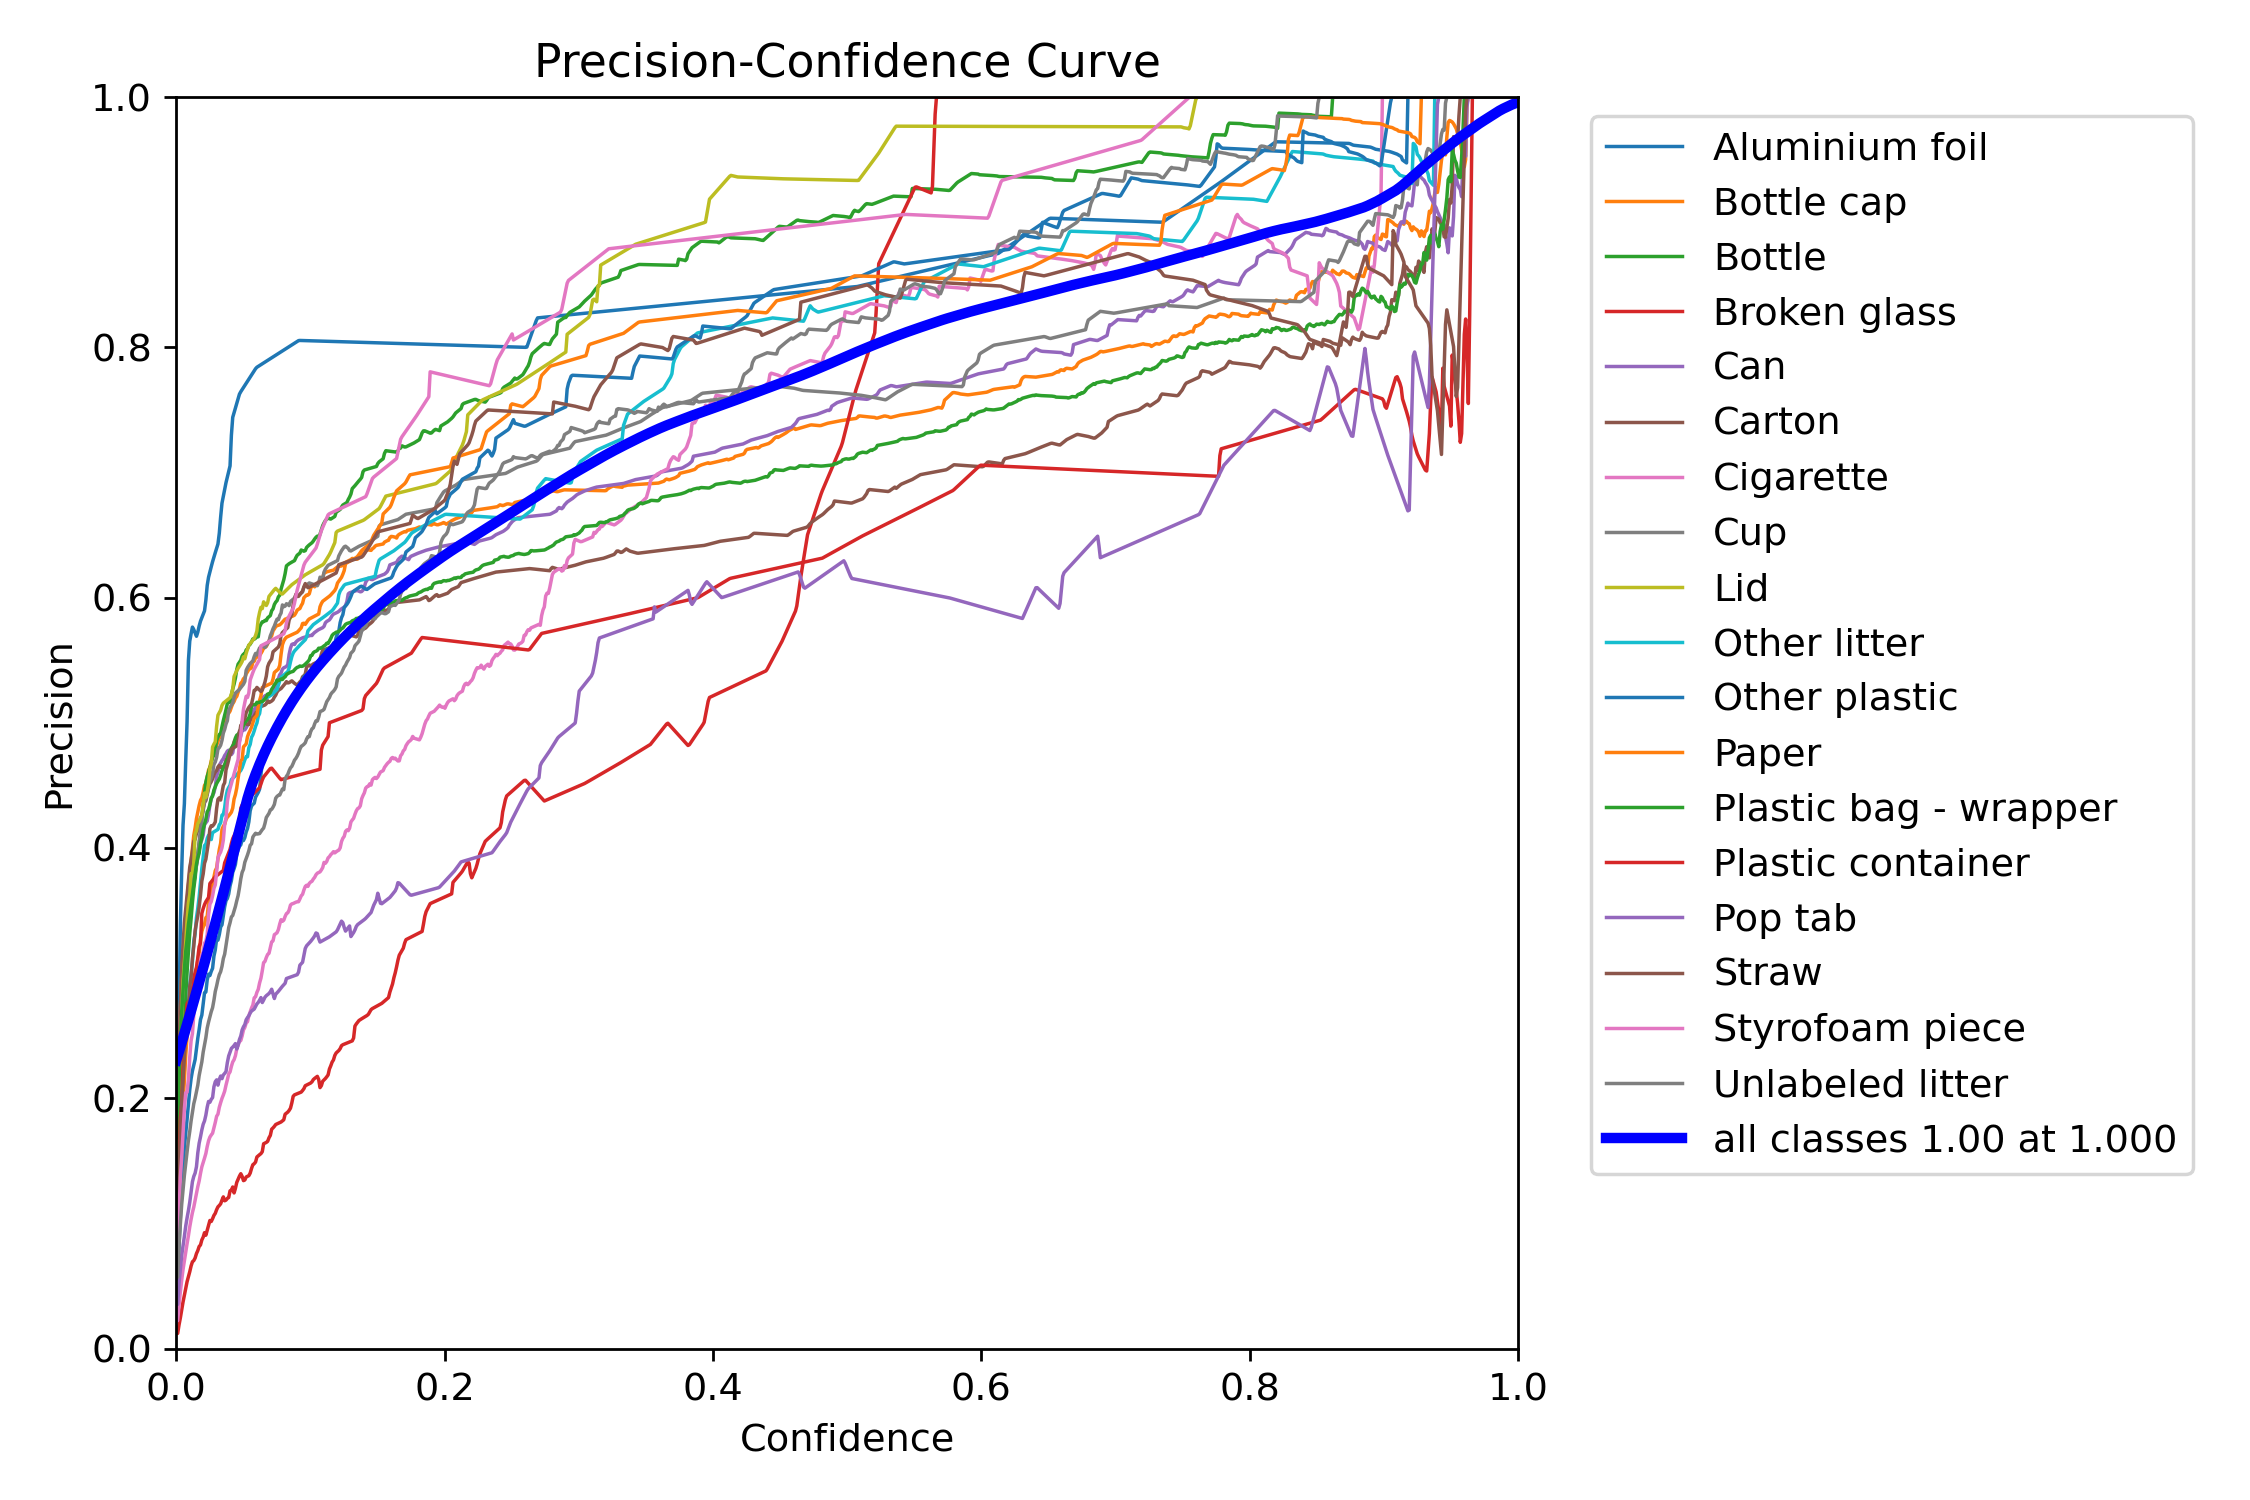 Precision-Confidence Curve
1.0
0.8
0.6
0.4
0.2
0.0
Precision
0.0 0.2 0.4 0.6 0.8 1.0
Confidence
Aluminium foil
Bottle cap
Bottle
Broken glass
Can
Carton
Cigarette
Cup
Lid
Other litter
Other plastic
Paper
Plastic bag - wrapper
Plastic container
Pop tab
Straw
Styrofoam piece
Unlabeled litter
all classes 1.00 at 1.000